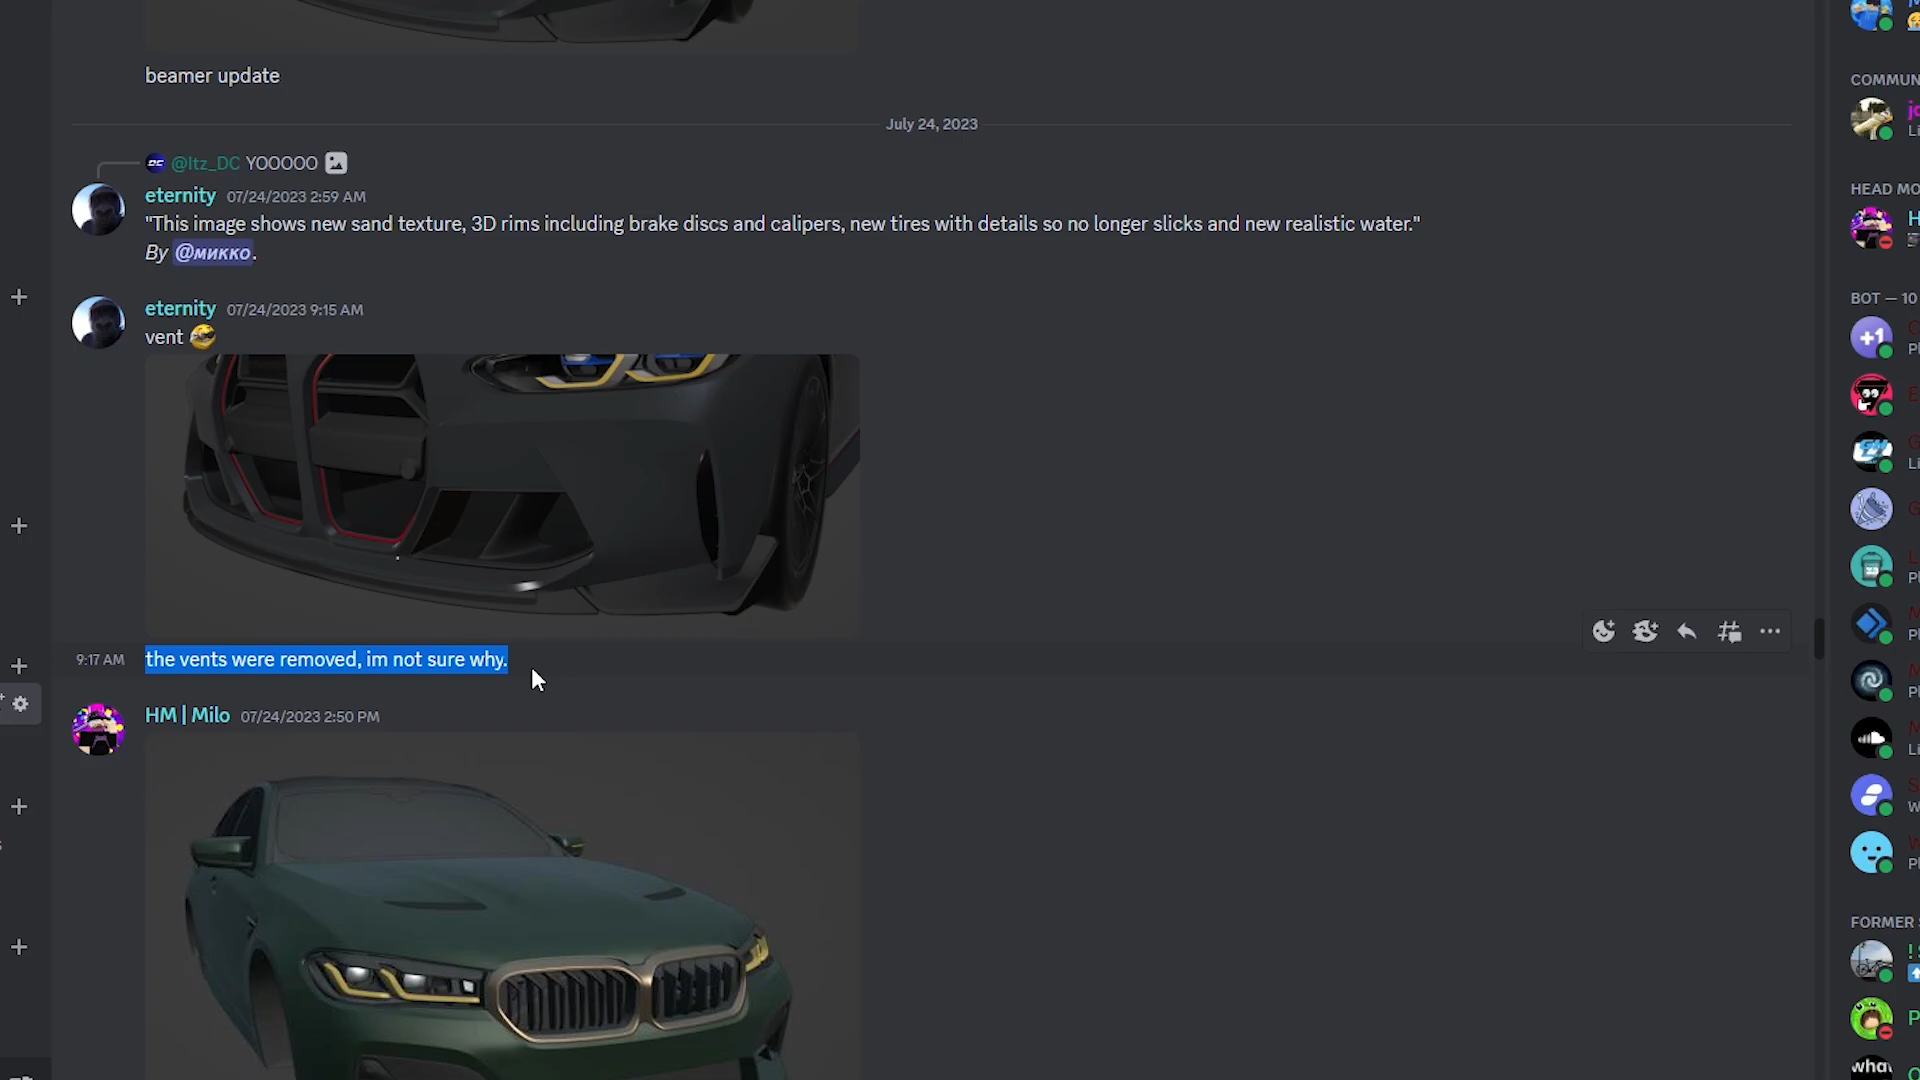 beamer update
July 24, 2023
@Itz_DC YOOOOO
eternity 07/24/2023 2:59 AM
"This image shows new sand texture, 3D rims including brake discs and calipers, new tires with details so no longer slicks and new realistic water."
By @микко.
eternity 07/24/2023 9:15 AM
vent
9:17 AM the vents were removed, im not sure why.
HM | Milo 07/24/2023 2:50 PM
COMMUN
HEAD MO
BOT — 10
FORMER